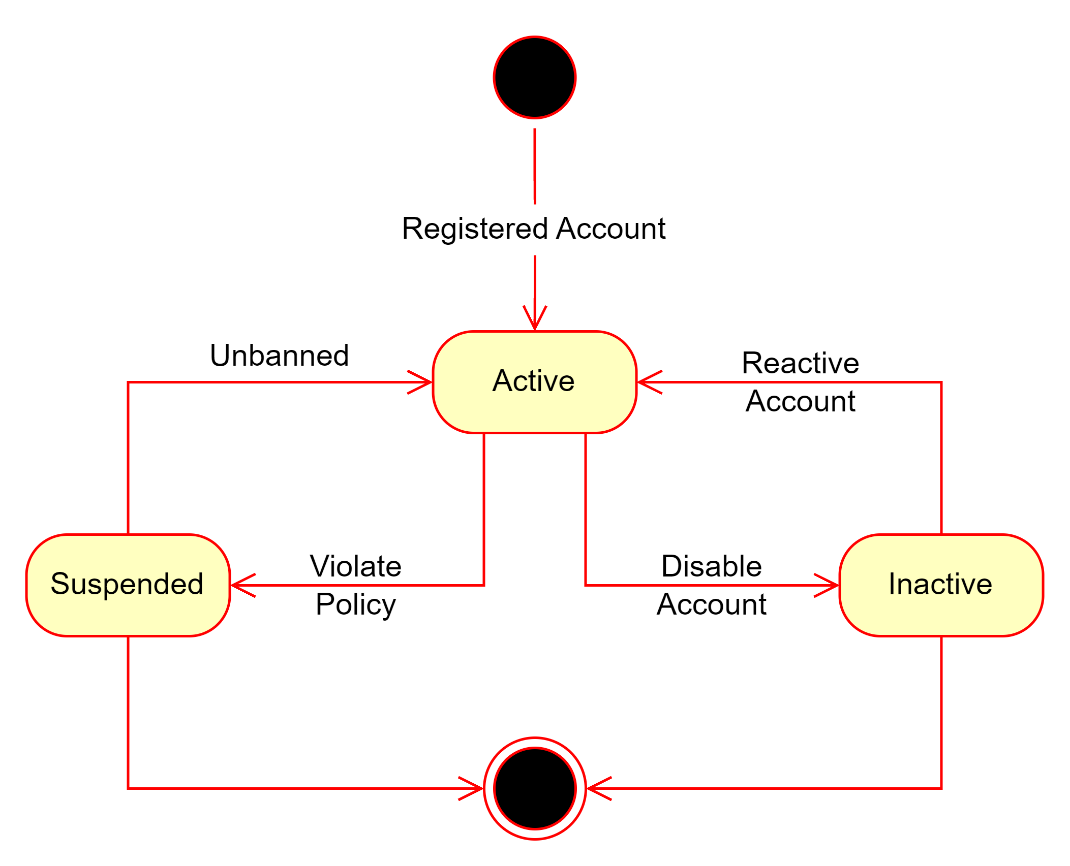 Registered Account
Unbanned
Active
Reactive
Account
Suspended
Violate
Policy
Disable
Account
Inactive